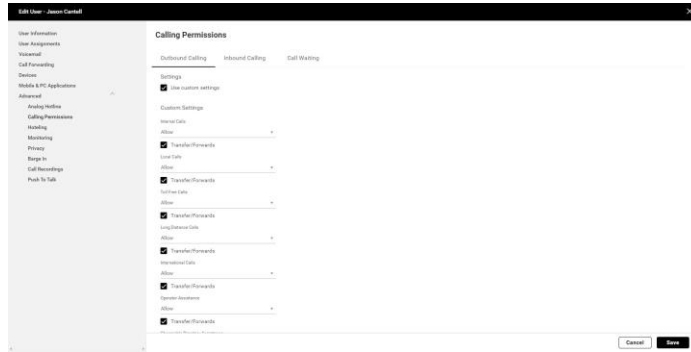 Edit User - Jason Cantell
User Information
User Assignments
Voicemail
Call Forwarding
Devices
Mobile & PC Applications
Advanced
Analog Hotline
Calling Permissions
Hoteling
Monitoring
Privacy
Barge In
Call Recordings
Push To Talk
Calling Permissions
Outbound Calling Inbound Calling Call Waiting
Settings
Use custom settings
Custom Settings
Internal Calls
Allow
Transfer/Forwards
Local Calls
Allow
Transfer/Forwards
Toll Free Calls
Allow
Transfer/Forwards
Long Distance Calls
Allow
Transfer/Forwards
International Calls
Allow
Transfer/Forwards
Operator Assistance
Allow
Transfer/Forwards
Cancel Save